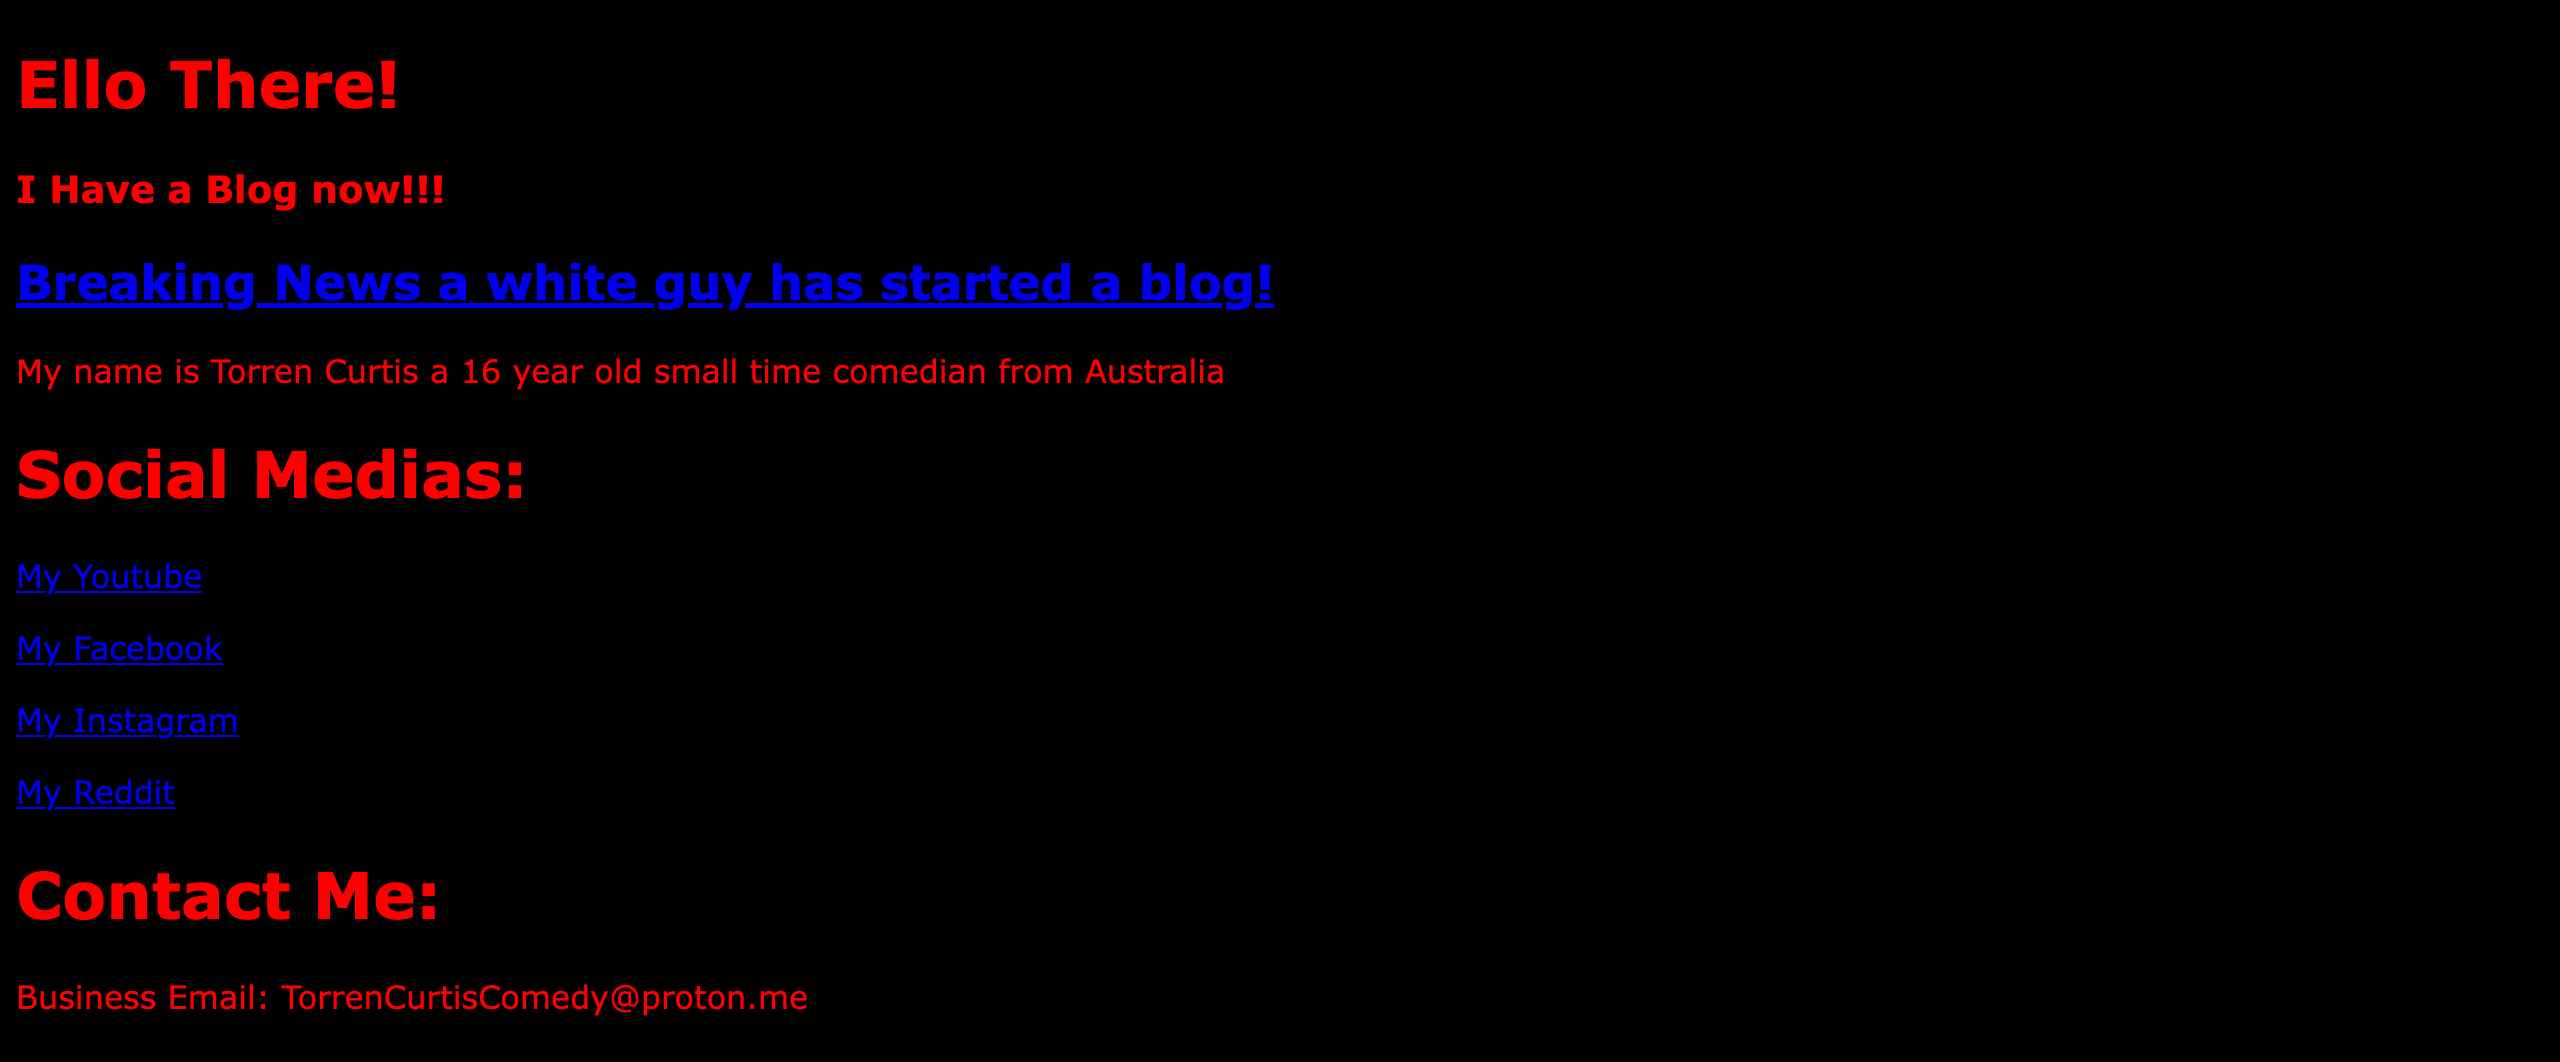 Ello There!
I Have a Blog now!!!
Breaking News a white guy has started a blog!
My name is Torren Curtis a 16 year old small time comedian from Australia
Social Medias:
My Youtube
My Facebook
My Instagram
My Reddit
Contact Me:
Business Email: TorrenCurtisComedy@proton.me